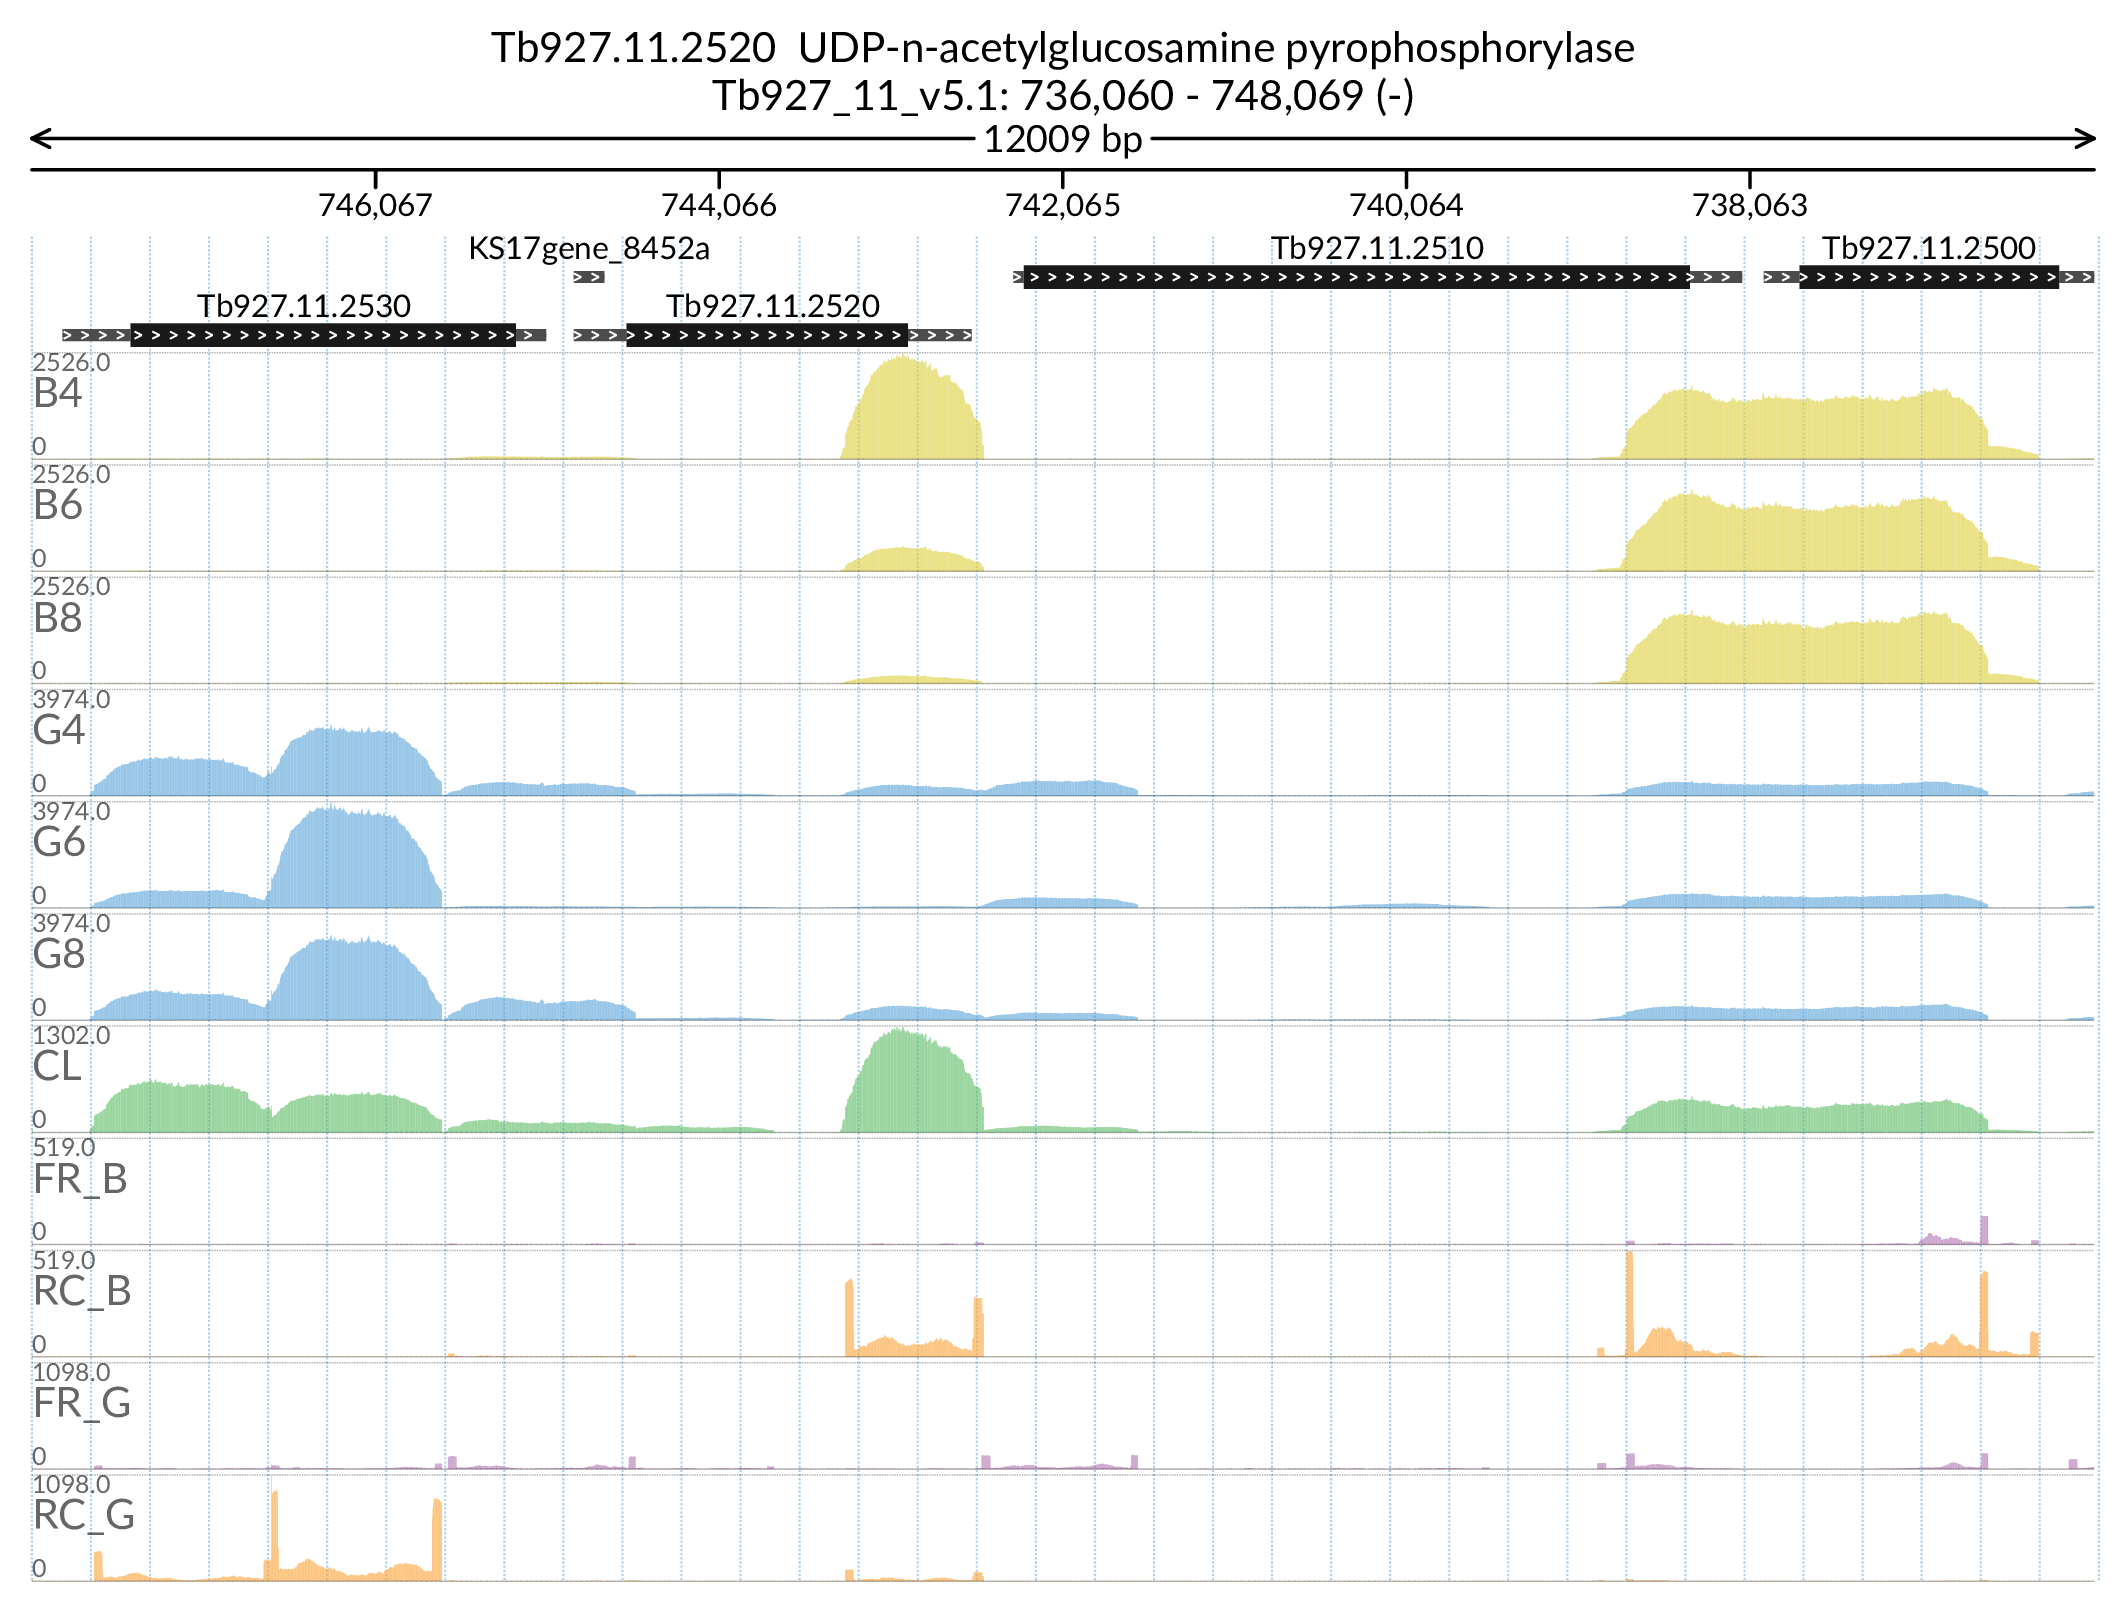 Tb927.11.2520  UDP-n-acetylglucosamine pyrophosphorylase
Tb927_11_v5.1: 736,060 - 748,069 (-)
12009 bp
746,067 744,066 742,065 740,064 738,063
KS17gene_8452a Tb927.11.2510 Tb927.11.2500
Tb927.11.2530 Tb927.11.2520
2526.0
B4
0
2526.0
B6
0
2526.0
B8
0
3974.0
G4
0
3974.0
G6
0
3974.0
G8
0
1302.0
CL
0
519.0
FR_B
0
519.0
RC_B
0
1098.0
FR_G
0
1098.0
RC_G
0